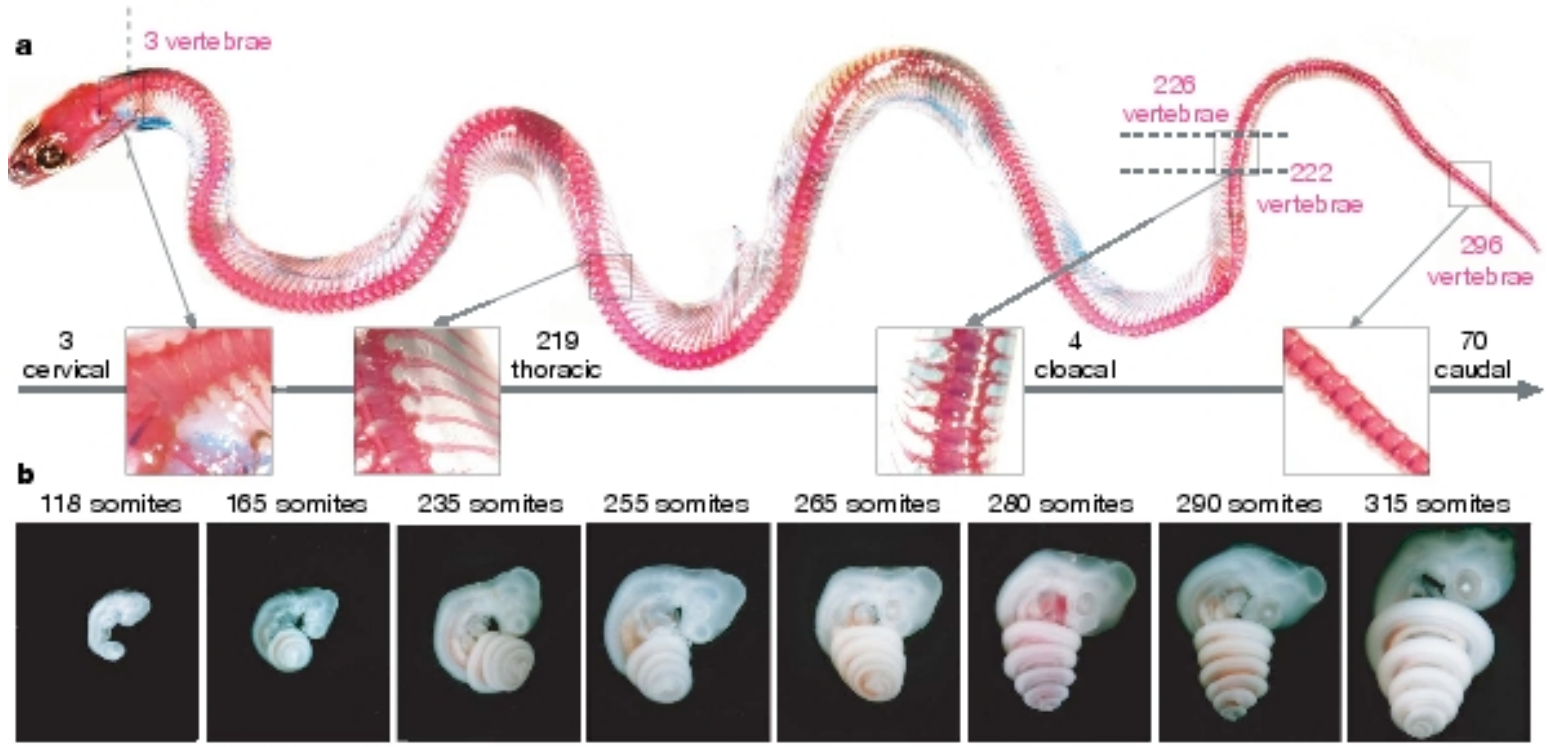 a
3 vertebrae
226
vertebrae
222
vertebrae
296
vertebrae
3
cervical
219
thoracic
4
cloacal
70
caudal
b
118 somites
165 somites
235 somites
255 somites
265 somites
280 somites
290 somites
315 somites